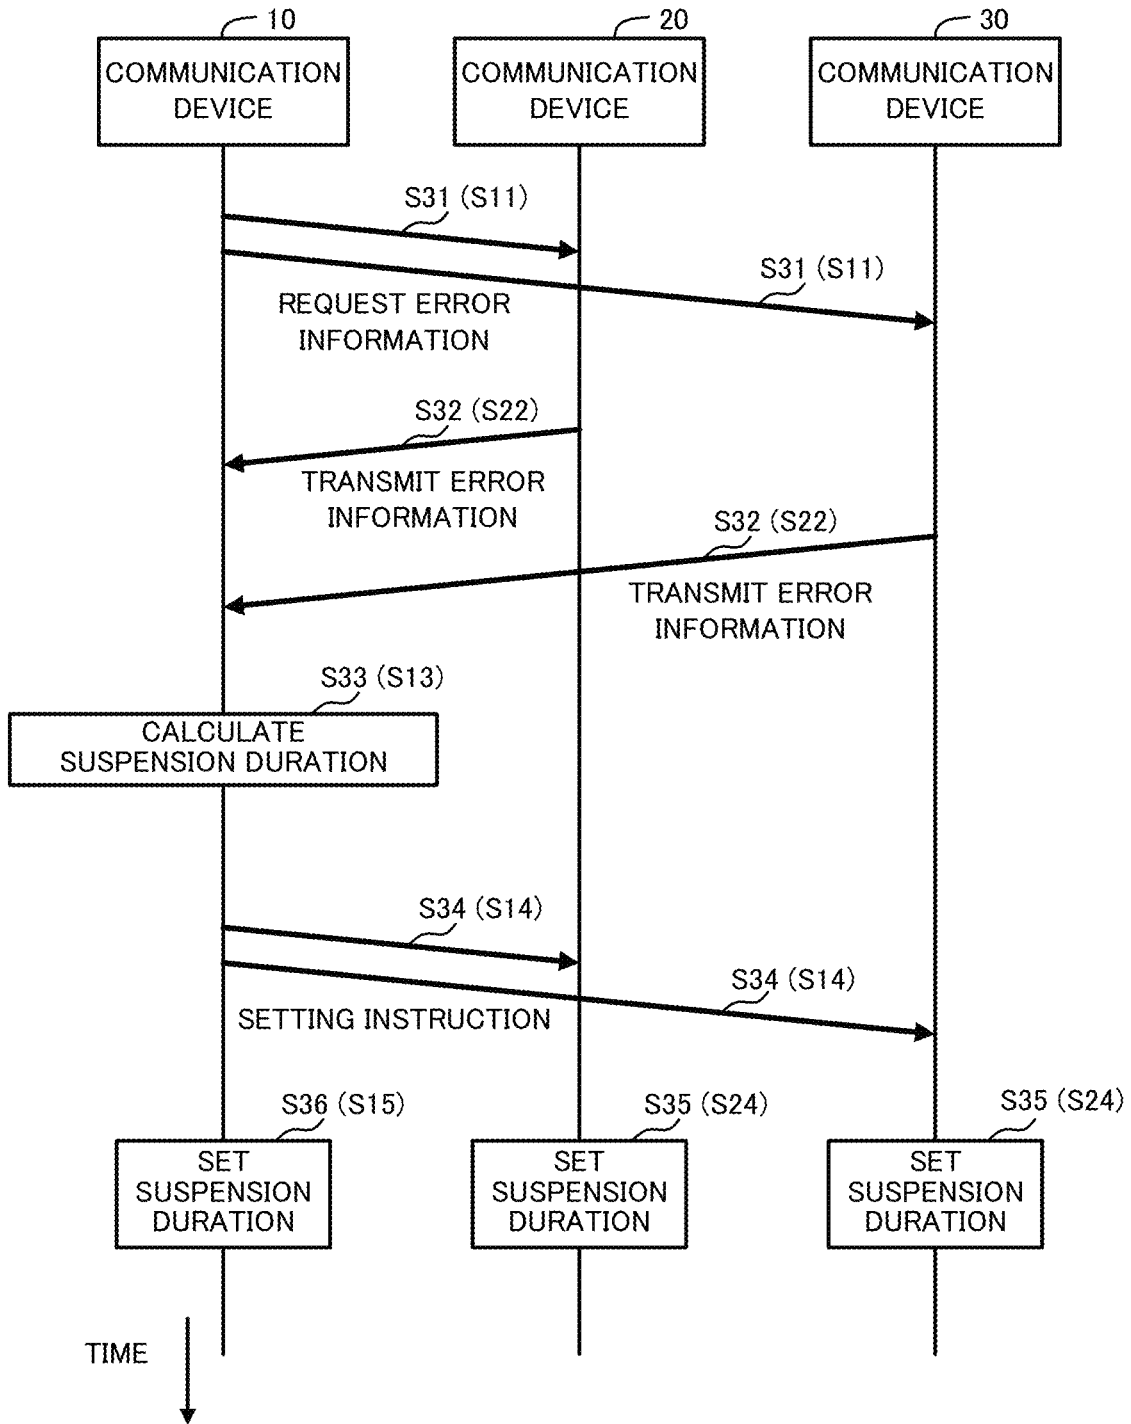 10
20
30
COMMUNICATION
DEVICE
COMMUNICATION
DEVICE
COMMUNICATION
DEVICE
S31 (S11)
S31 (S11)
REQUEST ERROR
INFORMATION
S32 (S22)
TRANSMIT ERROR
INFORMATION
S32 (S22)
TRANSMIT ERROR
INFORMATION
S33 (S13)
CALCULATE
SUSPENSION DURATION
S34 (S14)
S34 (S14)
SETTING INSTRUCTION
S36 (S15)
SET
SUSPENSION
DURATION
S35 (S24)
SET
SUSPENSION
DURATION
S35 (S24)
SET
SUSPENSION
DURATION
TIME